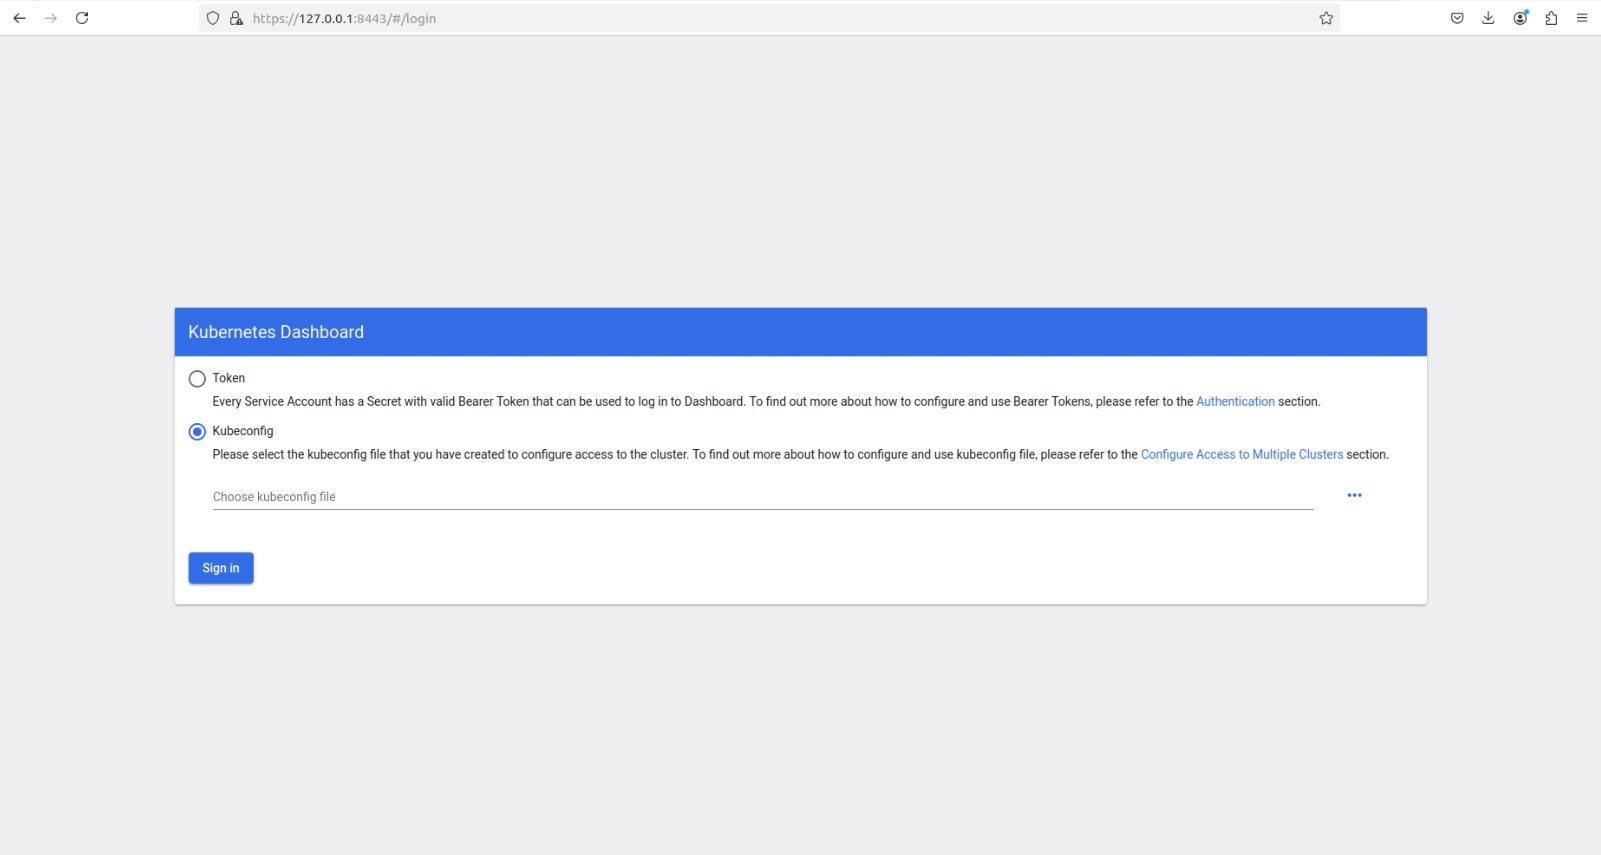 https://127.0.0.1:8443/#/login
Kubernetes Dashboard
Token
Every Service Account has a Secret with valid Bearer Token that can be used to log in to Dashboard. To find out more about how to configure and use Bearer Tokens, please refer to the Authentication section.
Kubeconfig
Please select the kubeconfig file that you have created to configure access to the cluster. To find out more about how to configure and use kubeconfig file, please refer to the Configure Access to Multiple Clusters section.
Choose kubeconfig file
Sign in